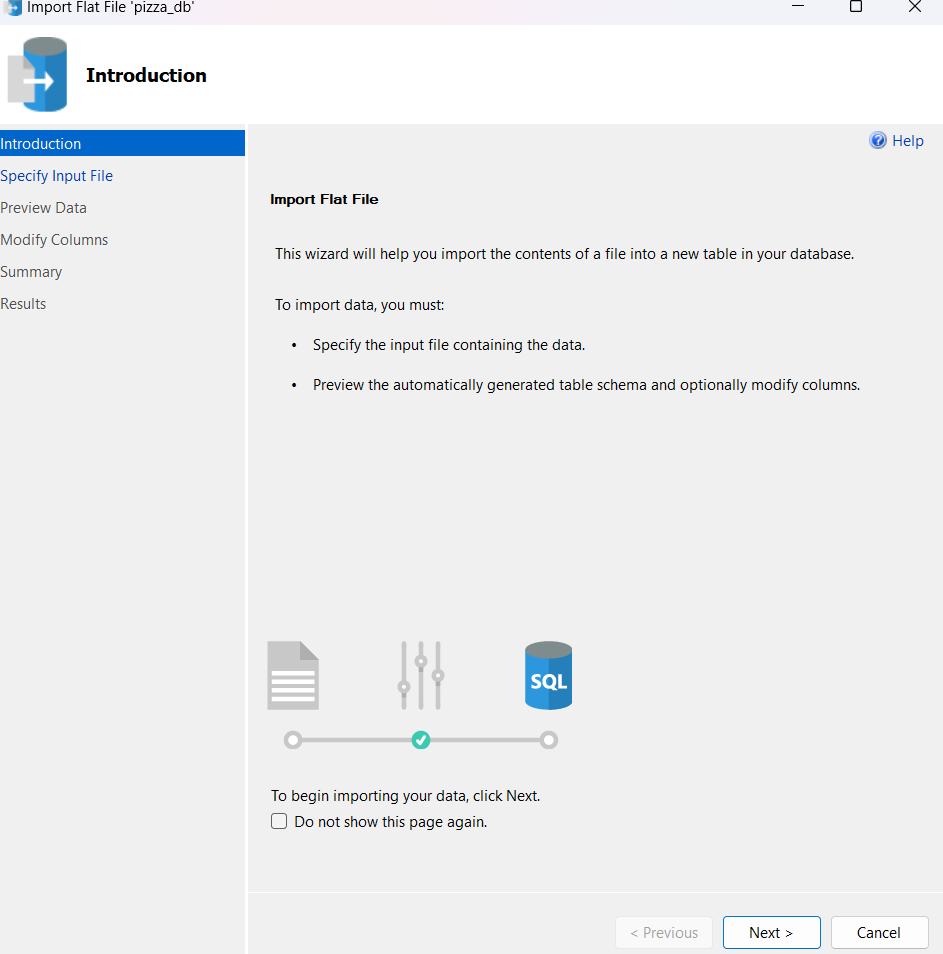 Import Flat File 'pizza_db'
Introduction
Introduction
Specify Input File
Preview Data
Modify Columns
Summary
Results
Help
Import Flat File
This wizard will help you import the contents of a file into a new table in your database.
To import data, you must:
• Specify the input file containing the data.
• Preview the automatically generated table schema and optionally modify columns.
SQL
To begin importing your data, click Next.
Do not show this page again.
< Previous
Next >
Cancel